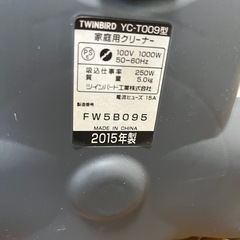 TWINBIRD YC-T009型
家庭用クリーナー
PSE
100V 1000W
50-60Hz
吸込仕事率 250W
質量 5.0kg
ツインバード工業株式会社
電流ヒューズ 15A
製造番号
FW5B095
MADE IN CHINA
2015年製